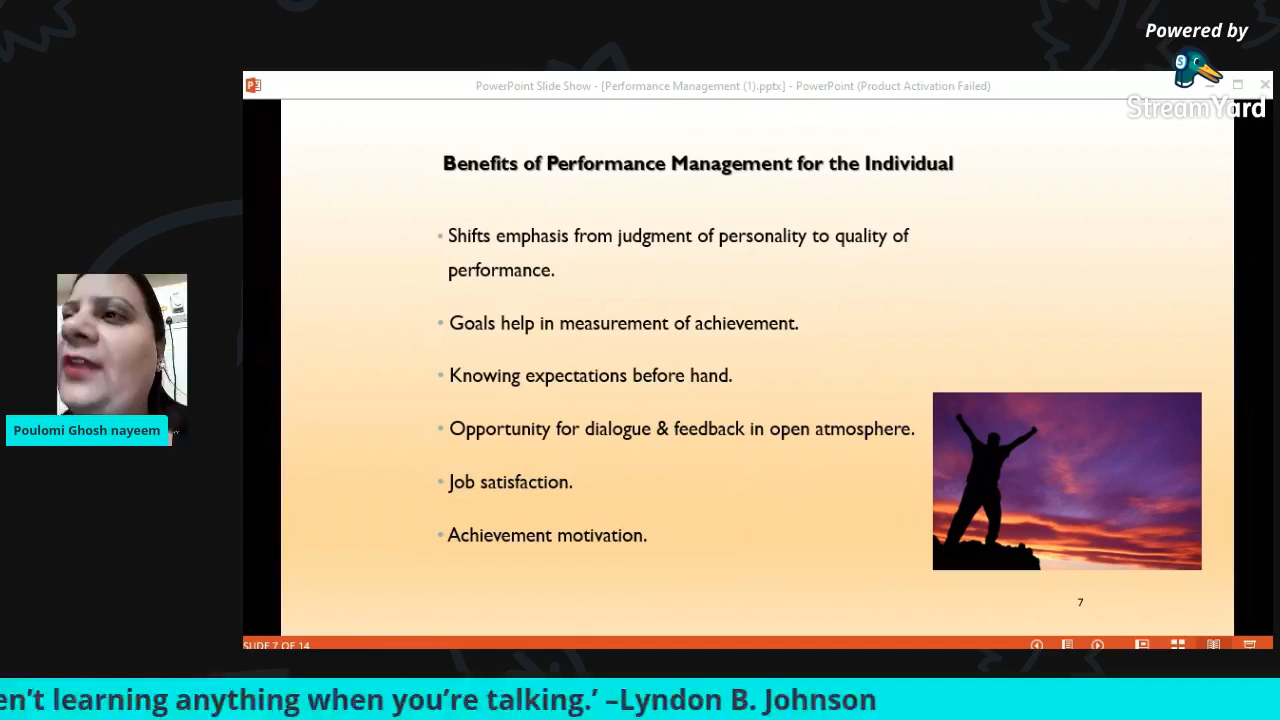 Powered by
StreamYard
PowerPoint Slide Show - [Performance Management (1).pptx] - PowerPoint (Product Activation Failed)
Benefits of Performance Management for the Individual
• Shifts emphasis from judgment of personality to quality of
performance.
• Goals help in measurement of achievement.
• Knowing expectations before hand.
• Opportunity for dialogue & feedback in open atmosphere.
• Job satisfaction.
• Achievement motivation.
7
SLIDE 7 OF 14
Poulomi Ghosh nayeem
en’t learning anything when you’re talking.’ –Lyndon B. Johnson